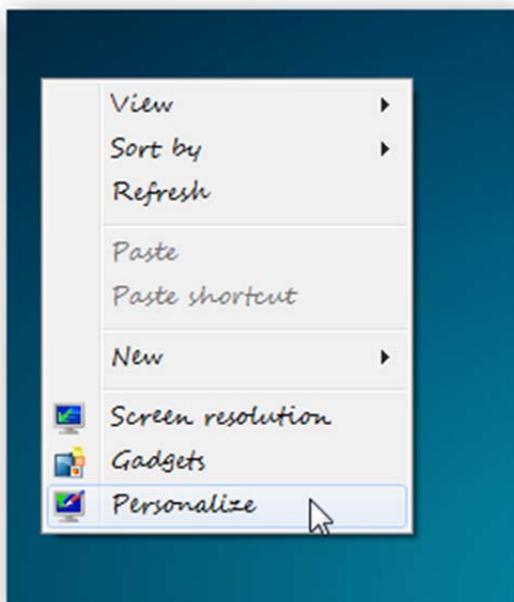 View
Sort by
Refresh
Paste
Paste shortcut
New
Screen resolution
Gadgets
Personalize